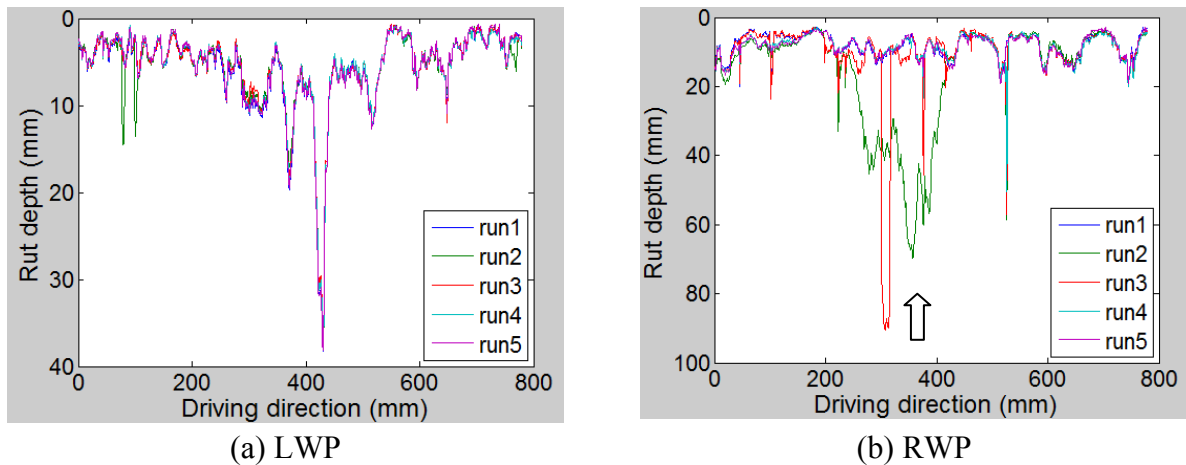 0
10
20
30
40
Rut depth (mm)
run1
run2
run3
run4
run5
0 200 400 600 800
Driving direction (mm)
(a) LWP
0
20
40
60
80
100
Rut depth (mm)
run1
run2
run3
run4
run5
0 200 400 600 800
Driving direction (mm)
(b) RWP